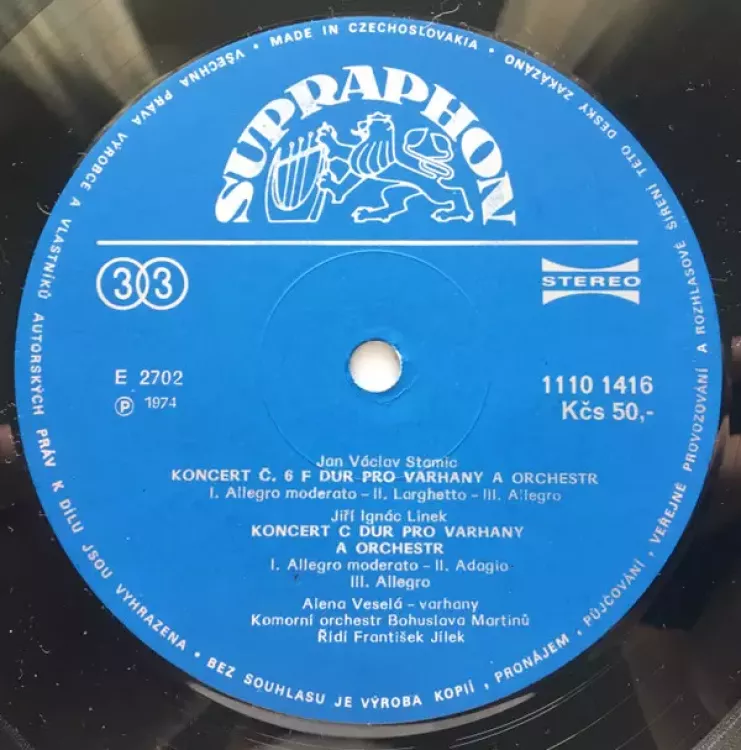 • MADE IN CZECHOSLOVAKIA •
VŠECHNA PRÁVA VÝROBCE A VLASTNÍKŮ AUTORSKÝCH PRÁV K DÍLU JSOU VYHRAZENA • BEZ SOUHLASU JE VÝROBA KOPIÍ, PRONÁJEM, PŮJČOVÁNÍ, VEŘEJNÉ PROVOZOVÁNÍ A ROZHLASOVÉ ŠÍŘENÍ TÉTO DESKY ZAKÁZÁNO
SUPRAPHON
33
STEREO
E 2702
Ⓟ 1974
1110 1416
Kčs 50,-
Jan Václav Stamic
KONCERT Č. 6 F DUR PRO VARHANY A ORCHESTR
I. Allegro moderato – II. Larghetto – III. Allegro
Jiří Ignác Linek
KONCERT C DUR PRO VARHANY
A ORCHESTR
I. Allegro moderato – II. Adagio
III. Allegro
Alena Veselá – varhany
Komorní orchestr Bohuslava Martinů
Řídí František Jílek